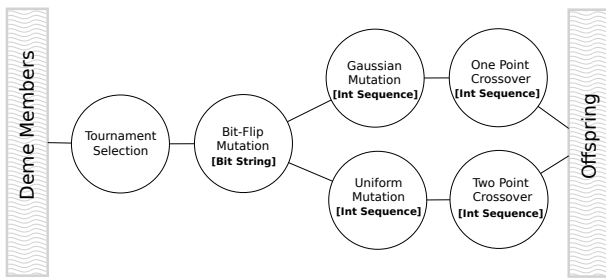 Deme Members
Tournament
Selection
Bit-Flip
Mutation
[Bit String]
Gaussian
Mutation
[Int Sequence]
One Point
Crossover
[Int Sequence]
Uniform
Mutation
[Int Sequence]
Two Point
Crossover
[Int Sequence]
Offspring